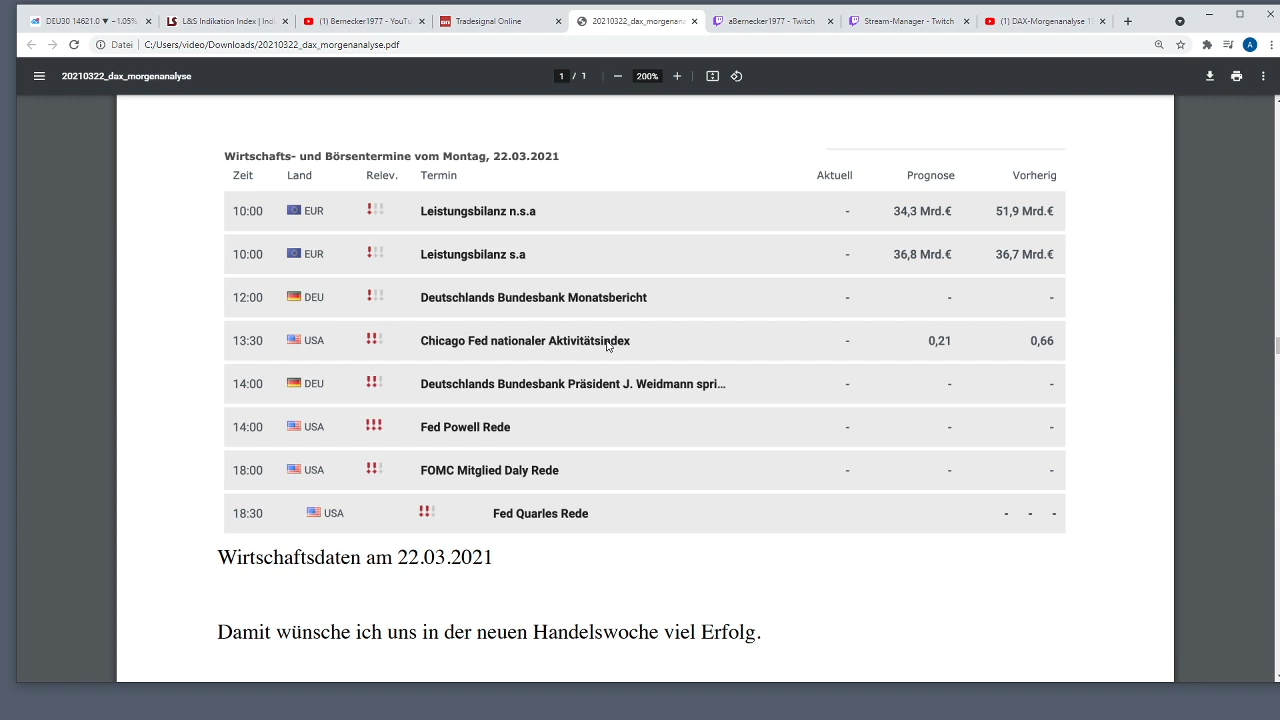 DEU30 14621.0 ▼ −1.05%
L&S Indikation Index | Indi
(1) Bernecker1977 - YouTu
Tradesignal Online
20210322_dax_morgenan
aBernecker1977 - Twitch
Stream-Manager - Twitch
(1) DAX-Morgenanalyse 1
Datei | C:/Users/video/Downloads/20210322_dax_morgenanalyse.pdf
A
20210322_dax_morgenanalyse
1 / 1
200%
Wirtschafts- und Börsentermine vom Montag, 22.03.2021
Zeit Land Relev. Termin Aktuell Prognose Vorherig
10:00 EUR Leistungsbilanz n.s.a - 34,3 Mrd.€ 51,9 Mrd.€
10:00 EUR Leistungsbilanz s.a - 36,8 Mrd.€ 36,7 Mrd.€
12:00 DEU Deutschlands Bundesbank Monatsbericht - - -
13:30 USA Chicago Fed nationaler Aktivitätsindex - 0,21 0,66
14:00 DEU Deutschlands Bundesbank Präsident J. Weidmann spri... - - -
14:00 USA Fed Powell Rede - - -
18:00 USA FOMC Mitglied Daly Rede - - -
18:30 USA Fed Quarles Rede - - -
Wirtschaftsdaten am 22.03.2021
Damit wünsche ich uns in der neuen Handelswoche viel Erfolg.